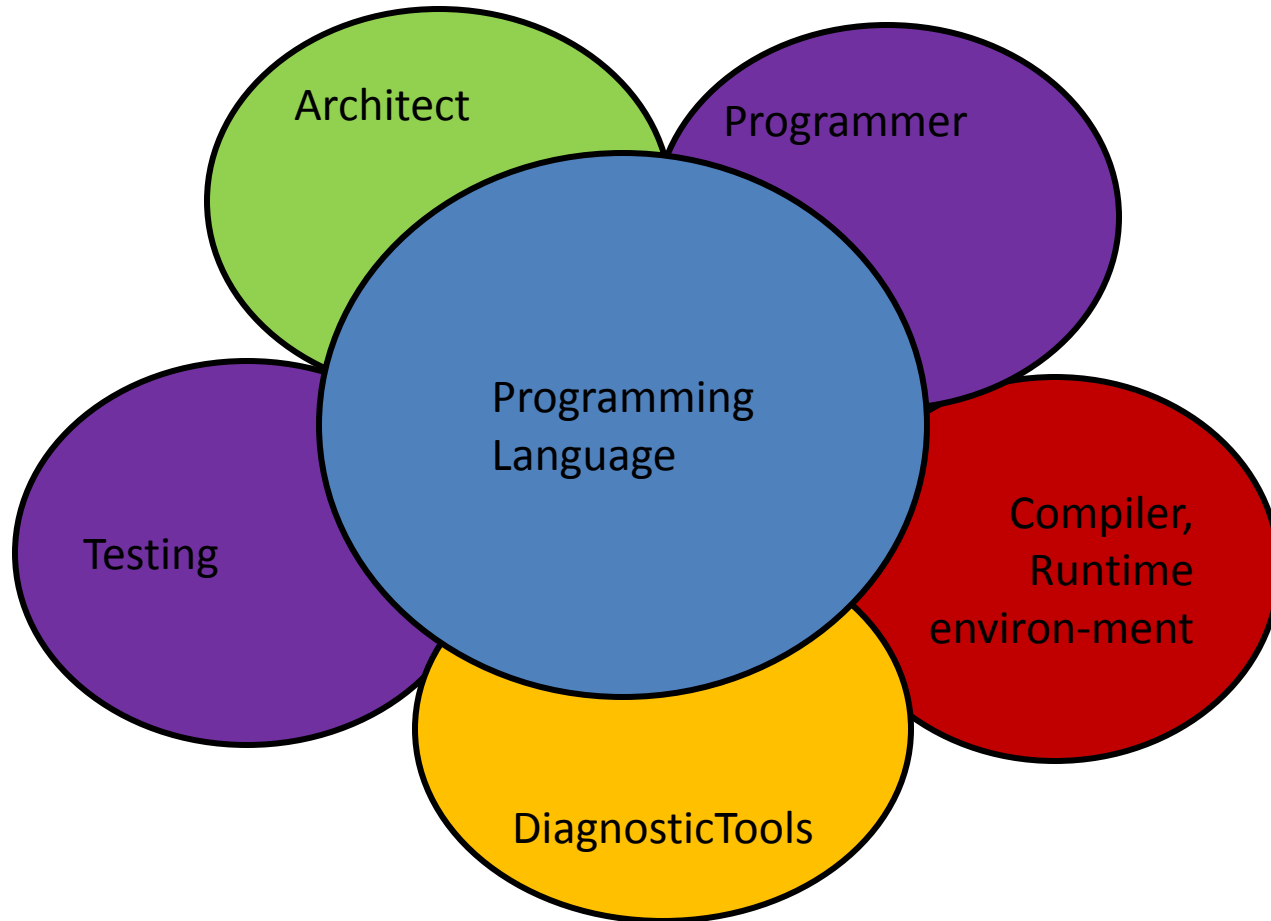 Architect
Programmer
Programming
Language
Testing
Compiler,
Runtime
environ-ment
DiagnosticTools